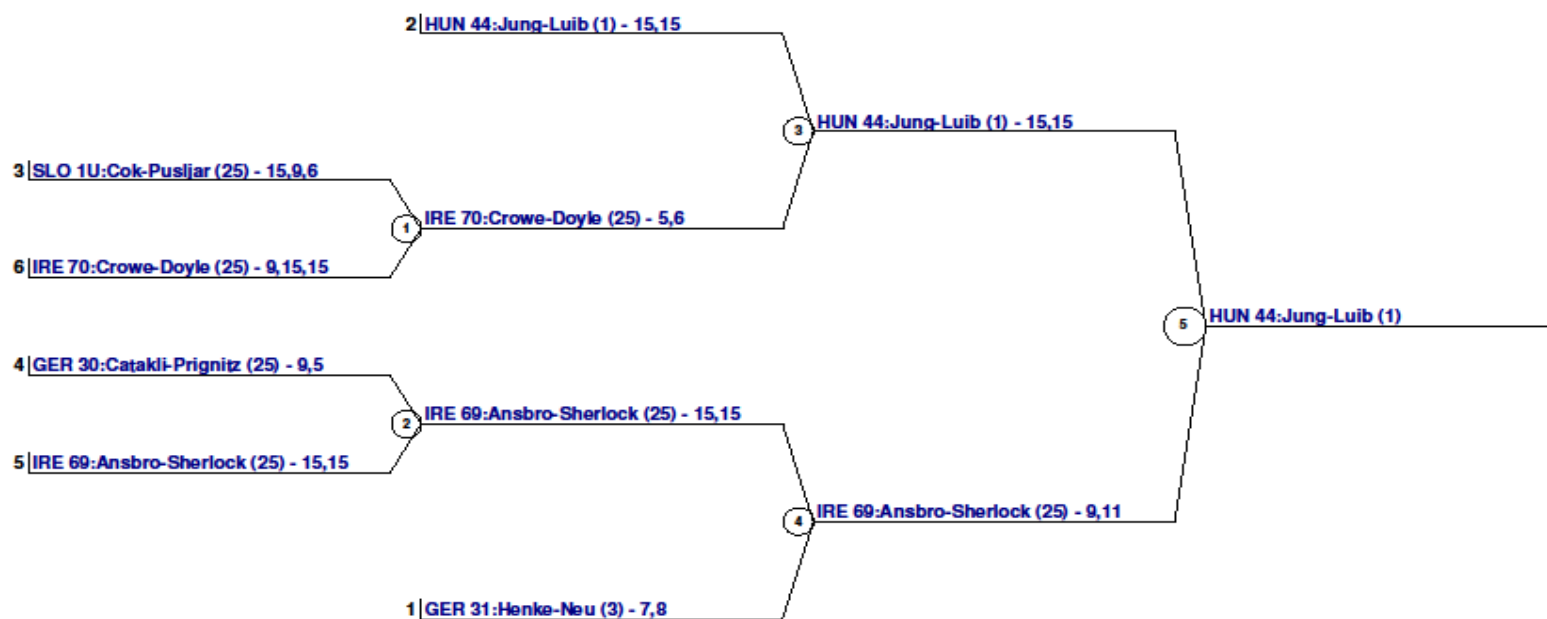 2 HUN 44:Jung-Luib (1) - 15,15
3 HUN 44:Jung-Luib (1) - 15,15
3 SLO 1U:Cok-Pusljar (25) - 15,9,6
1 IRE 70:Crowe-Doyle (25) - 5,6
6 IRE 70:Crowe-Doyle (25) - 9,15,15
5 HUN 44:Jung-Luib (1)
4 GER 30:Catakli-Prignitz (25) - 9,5
2 IRE 69:Ansbro-Sherlock (25) - 15,15
5 IRE 69:Ansbro-Sherlock (25) - 15,15
4 IRE 69:Ansbro-Sherlock (25) - 9,11
1 GER 31:Henke-Neu (3) - 7,8